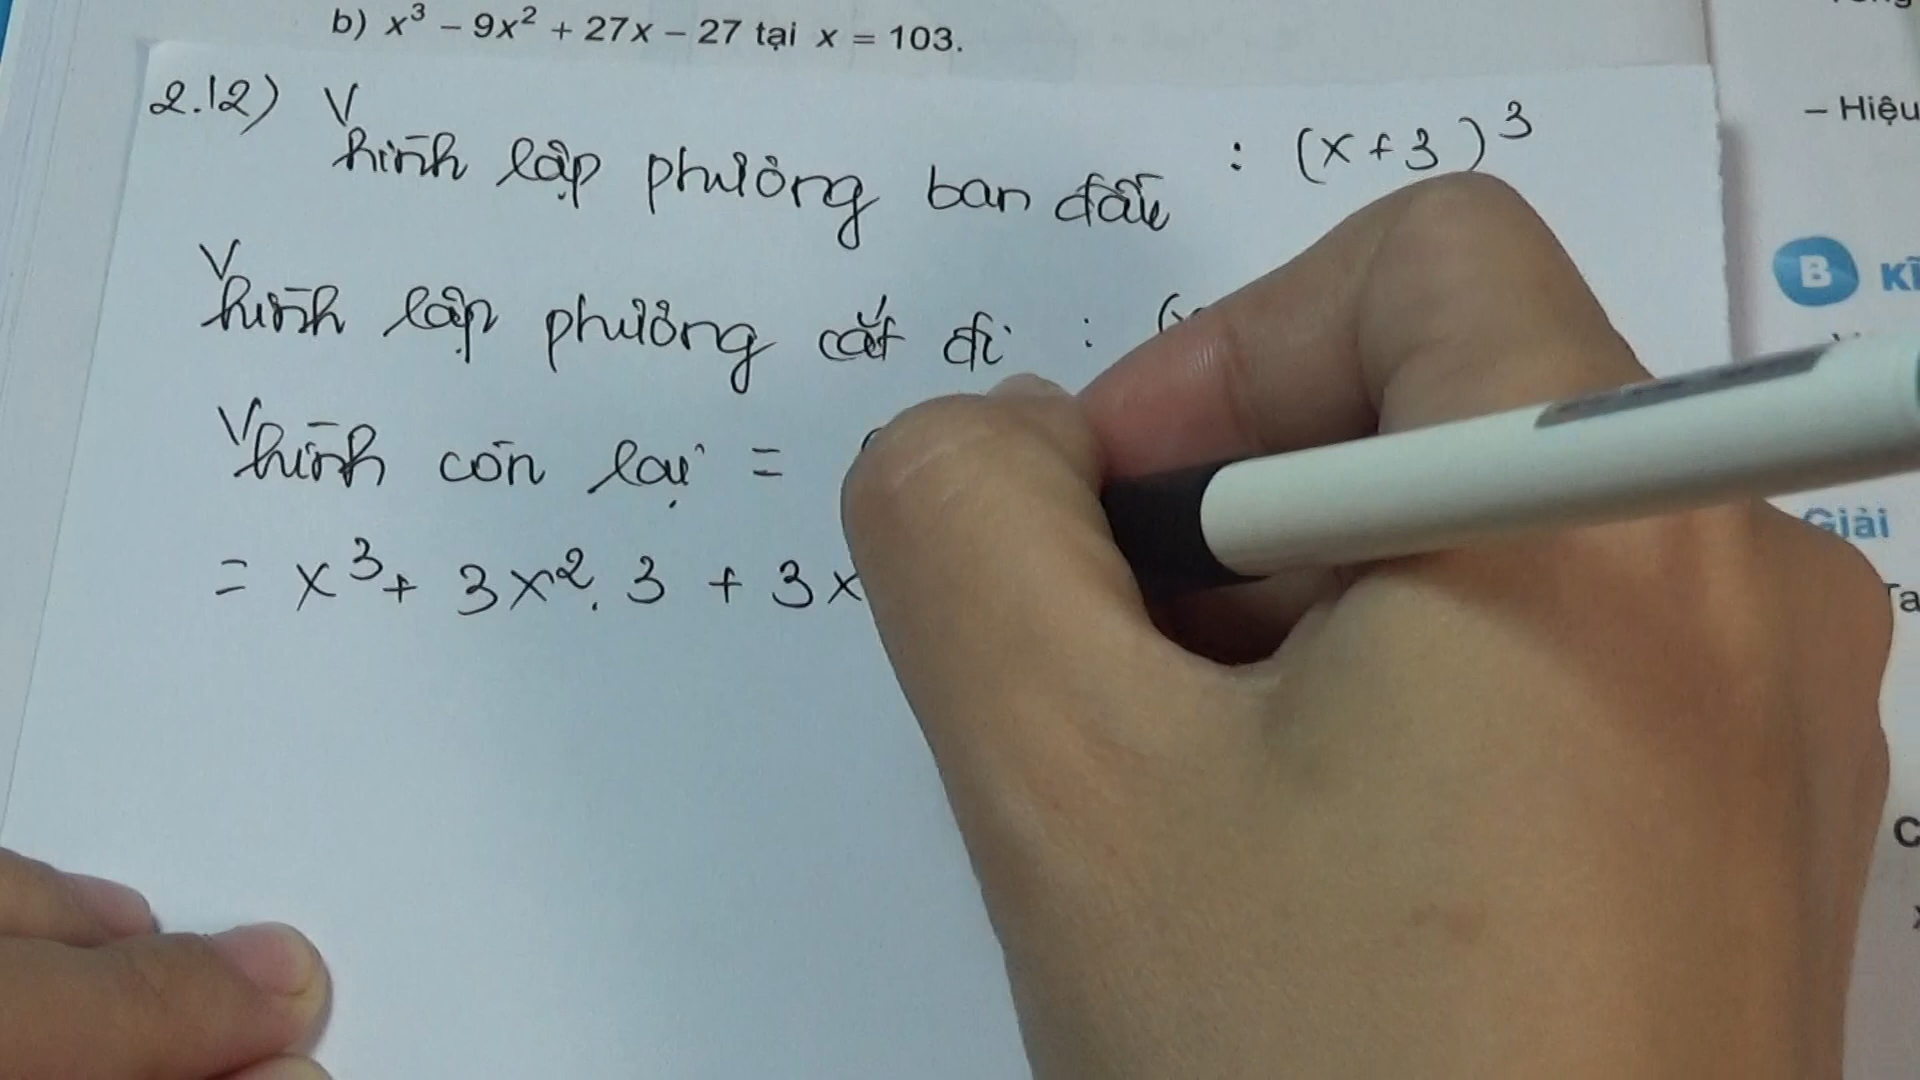 b) x³ – 9x² + 27x – 27 tại x = 103.
2.12) V hình lập phương ban đầu : (x+3)³
V hình lập phương cắt đi : (x
V hình còn lại = (
= x³ + 3x². 3 + 3x
– Hiệu
B KĨ
Giải